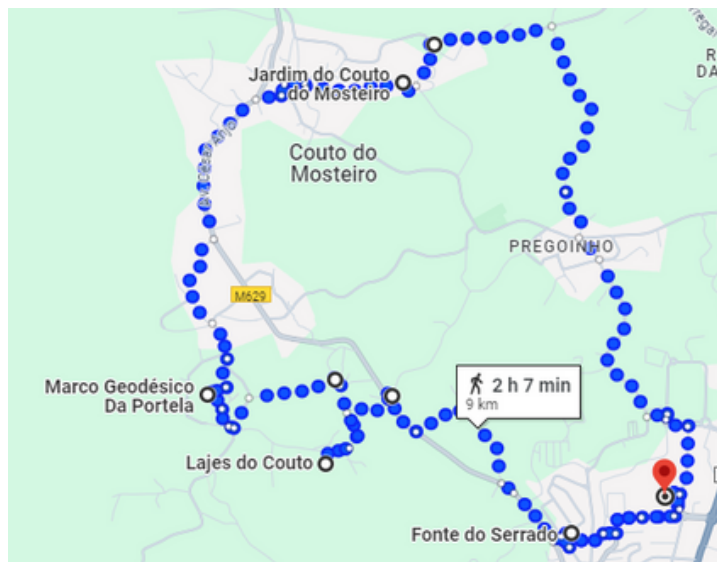 R
DA
Jardim do Couto
do Mosteiro
Couto do
Mosteiro
PREGOINHO
M629
2 h 7 min
9 km
Marco Geodésico
Da Portela
Lajes do Couto
Fonte do Serrado